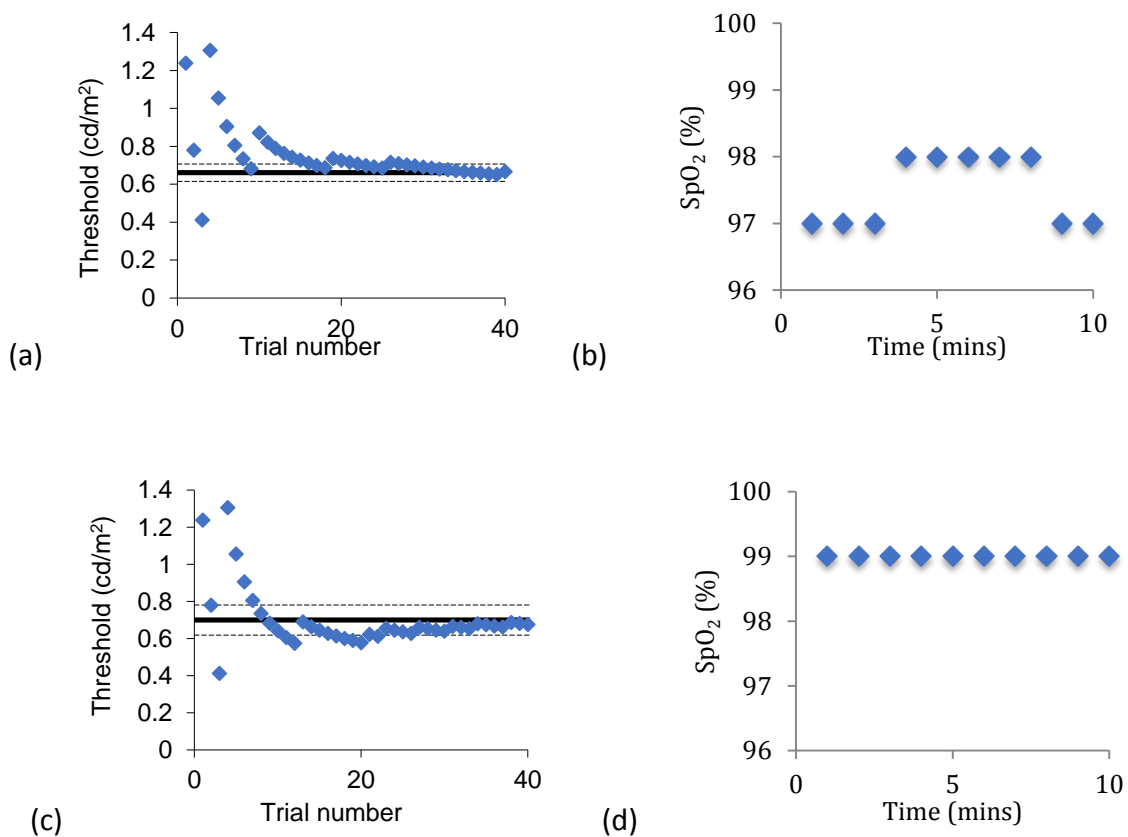 1.4
1.2
1
0.8
0.6
0.4
0.2
0
Threshold (cd/m²)
0 20 40
Trial number
(a)
100
99
98
97
96
SpO₂ (%)
0 5 10
Time (mins)
(b)
1.4
1.2
1
0.8
0.6
0.4
0.2
0
Threshold (cd/m²)
0 20 40
Trial number
(c)
100
99
98
97
96
SpO₂ (%)
0 5 10
Time (mins)
(d)